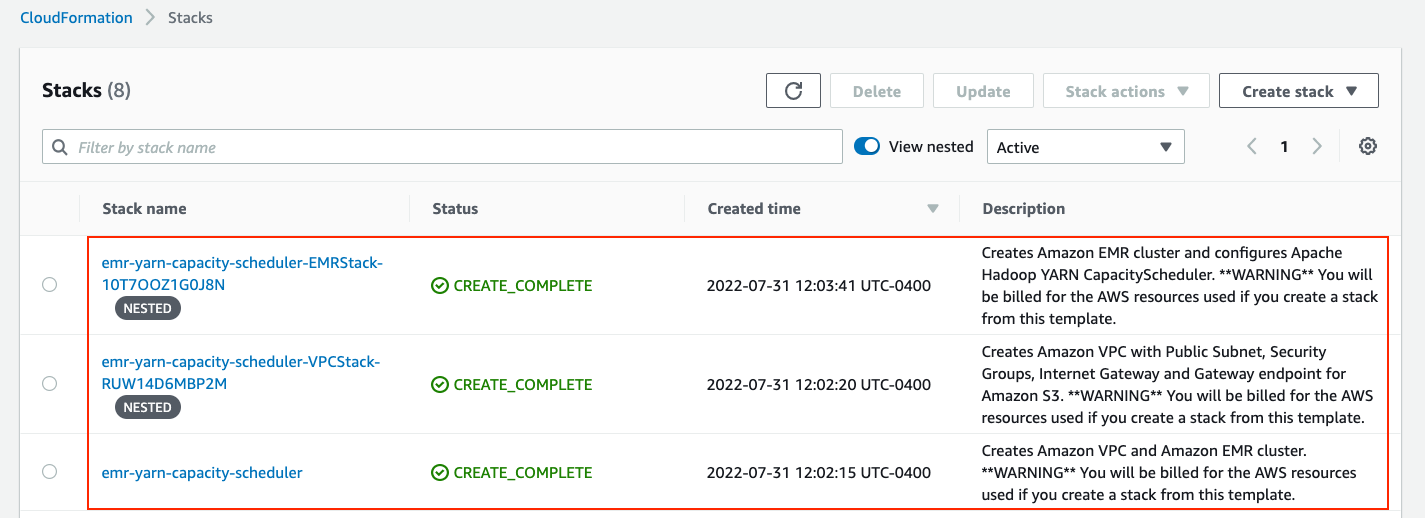 CloudFormation > Stacks
Stacks (8)
Delete
Update
Stack actions
Create stack
Filter by stack name
View nested
Active
1
Stack name
Status
Created time
Description
emr-yarn-capacity-scheduler-EMRStack-
10T7OOZ1G0J8N
NESTED
CREATE_COMPLETE
2022-07-31 12:03:41 UTC-0400
Creates Amazon EMR cluster and configures Apache
Hadoop YARN CapacityScheduler. **WARNING** You will
be billed for the AWS resources used if you create a stack
from this template.
emr-yarn-capacity-scheduler-VPCStack-
RUW14D6MBP2M
NESTED
CREATE_COMPLETE
2022-07-31 12:02:20 UTC-0400
Creates Amazon VPC with Public Subnet, Security
Groups, Internet Gateway and Gateway endpoint for
Amazon S3. **WARNING** You will be billed for the AWS
resources used if you create a stack from this template.
emr-yarn-capacity-scheduler
CREATE_COMPLETE
2022-07-31 12:02:15 UTC-0400
Creates Amazon VPC and Amazon EMR cluster.
**WARNING** You will be billed for the AWS resources
used if you create a stack from this template.